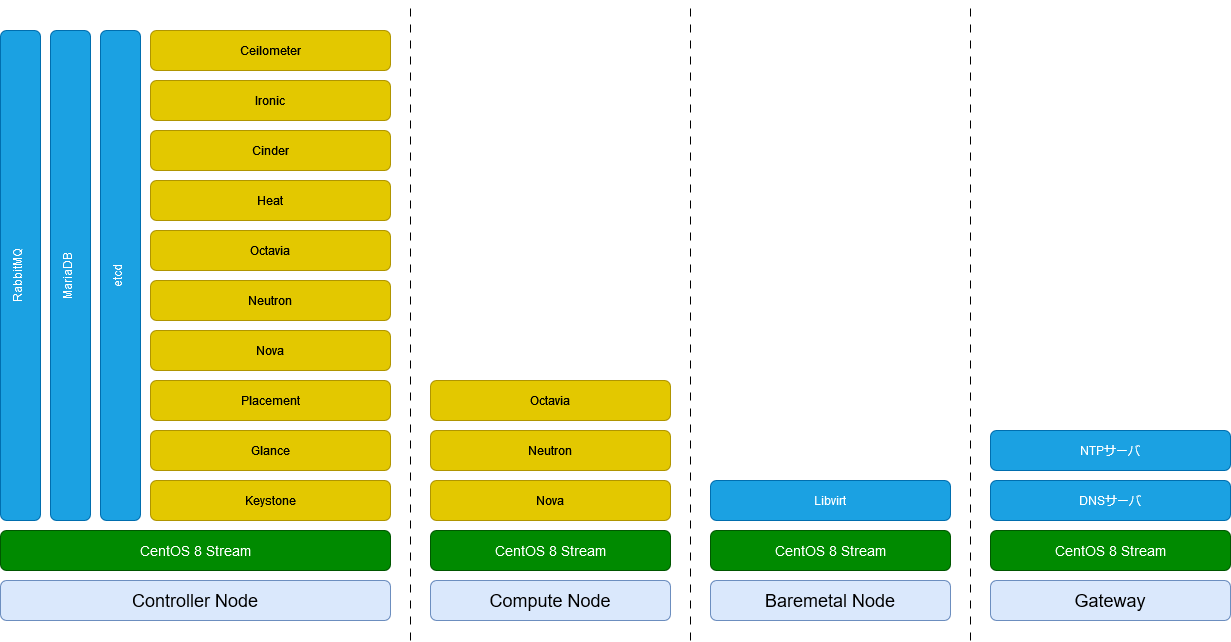 RabbitMQ
MariaDB
etcd
Ceilometer
Ironic
Cinder
Heat
Octavia
Neutron
Nova
Placement
Glance
Keystone
CentOS 8 Stream
Controller Node
Octavia
Neutron
Nova
CentOS 8 Stream
Compute Node
Libvirt
CentOS 8 Stream
Baremetal Node
NTPサーバ
DNSサーバ
CentOS 8 Stream
Gateway